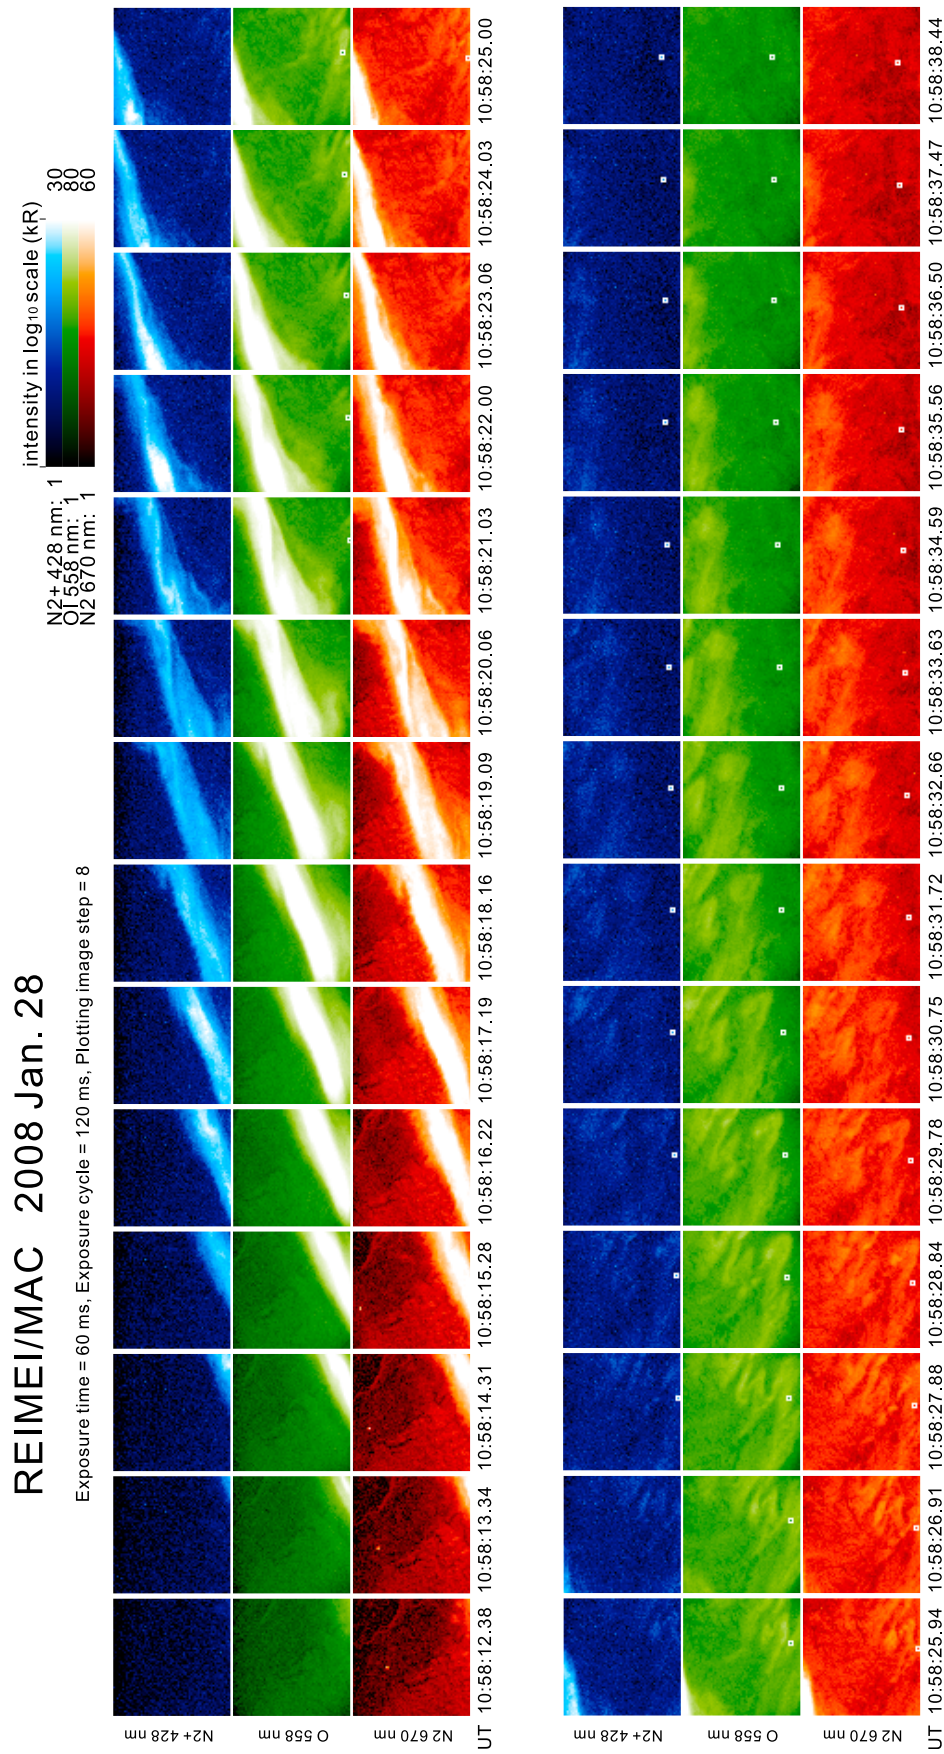 REIMEI/MAC 2008 Jan. 28
Exposure time = 60 ms, Exposure cycle = 120 ms, Plotting image step = 8
intensity in log10 scale (kR)
N2+ 428 nm: 1 30
OI 558 nm: 1 80
N2 670 nm: 1 60
N2+ 428 nm
O 558 nm
N2 670 nm
UT 10:58:12.38 10:58:13.34 10:58:14.31 10:58:15.28 10:58:16.22 10:58:17.19 10:58:18.16 10:58:19.09 10:58:20.06 10:58:21.03 10:58:22.00 10:58:23.06 10:58:24.03 10:58:25.00
N2+ 428 nm
O 558 nm
N2 670 nm
UT 10:58:25.94 10:58:26.91 10:58:27.88 10:58:28.84 10:58:29.78 10:58:30.75 10:58:31.72 10:58:32.66 10:58:33.63 10:58:34.59 10:58:35.56 10:58:36.50 10:58:37.47 10:58:38.44